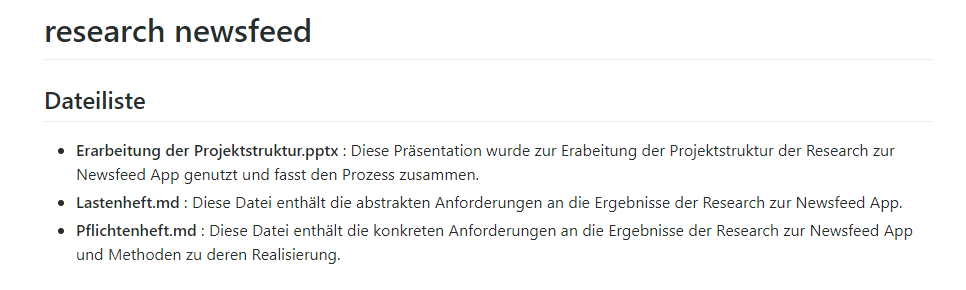 research newsfeed
Dateiliste
Erarbeitung der Projektstruktur.pptx : Diese Präsentation wurde zur Erabeitung der Projektstruktur der Research zur
Newsfeed App genutzt und fasst den Prozess zusammen.
Lastenheft.md : Diese Datei enthält die abstrakten Anforderungen an die Ergebnisse der Research zur Newsfeed App.
Pflichtenheft.md : Diese Datei enthält die konkreten Anforderungen an die Ergebnisse der Research zur Newsfeed App
und Methoden zu deren Realisierung.